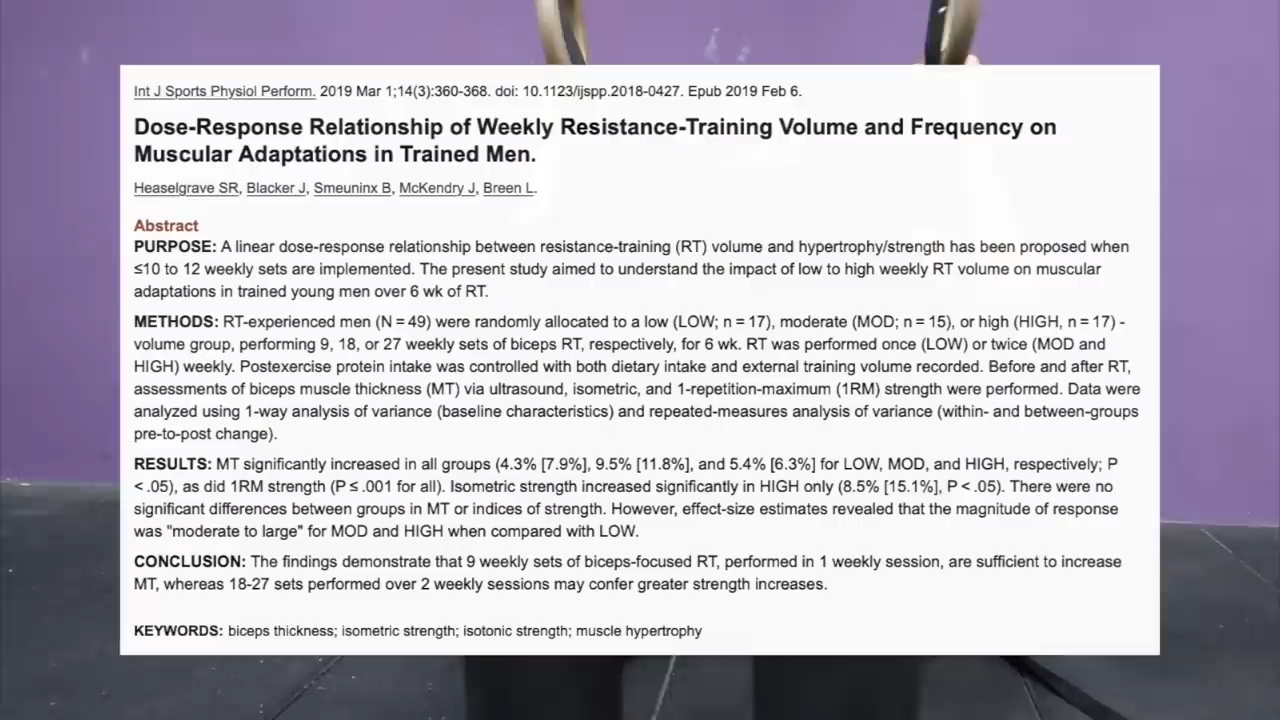 Int J Sports Physiol Perform. 2019 Mar 1;14(3):360-368. doi: 10.1123/ijspp.2018-0427. Epub 2019 Feb 6.
Dose-Response Relationship of Weekly Resistance-Training Volume and Frequency on
Muscular Adaptations in Trained Men.
Heaselgrave SR, Blacker J, Smeuninx B, McKendry J, Breen L.
Abstract
PURPOSE: A linear dose-response relationship between resistance-training (RT) volume and hypertrophy/strength has been proposed when
≤10 to 12 weekly sets are implemented. The present study aimed to understand the impact of low to high weekly RT volume on muscular
adaptations in trained young men over 6 wk of RT.
METHODS: RT-experienced men (N = 49) were randomly allocated to a low (LOW; n = 17), moderate (MOD; n = 15), or high (HIGH, n = 17) -
volume group, performing 9, 18, or 27 weekly sets of biceps RT, respectively, for 6 wk. RT was performed once (LOW) or twice (MOD and
HIGH) weekly. Postexercise protein intake was controlled with both dietary intake and external training volume recorded. Before and after RT,
assessments of biceps muscle thickness (MT) via ultrasound, isometric, and 1-repetition-maximum (1RM) strength were performed. Data were
analyzed using 1-way analysis of variance (baseline characteristics) and repeated-measures analysis of variance (within- and between-groups
pre-to-post change).
RESULTS: MT significantly increased in all groups (4.3% [7.9%], 9.5% [11.8%], and 5.4% [6.3%] for LOW, MOD, and HIGH, respectively; P
< .05), as did 1RM strength (P ≤ .001 for all). Isometric strength increased significantly in HIGH only (8.5% [15.1%], P < .05). There were no
significant differences between groups in MT or indices of strength. However, effect-size estimates revealed that the magnitude of response
was "moderate to large" for MOD and HIGH when compared with LOW.
CONCLUSION: The findings demonstrate that 9 weekly sets of biceps-focused RT, performed in 1 weekly session, are sufficient to increase
MT, whereas 18-27 sets performed over 2 weekly sessions may confer greater strength increases.
KEYWORDS: biceps thickness; isometric strength; isotonic strength; muscle hypertrophy